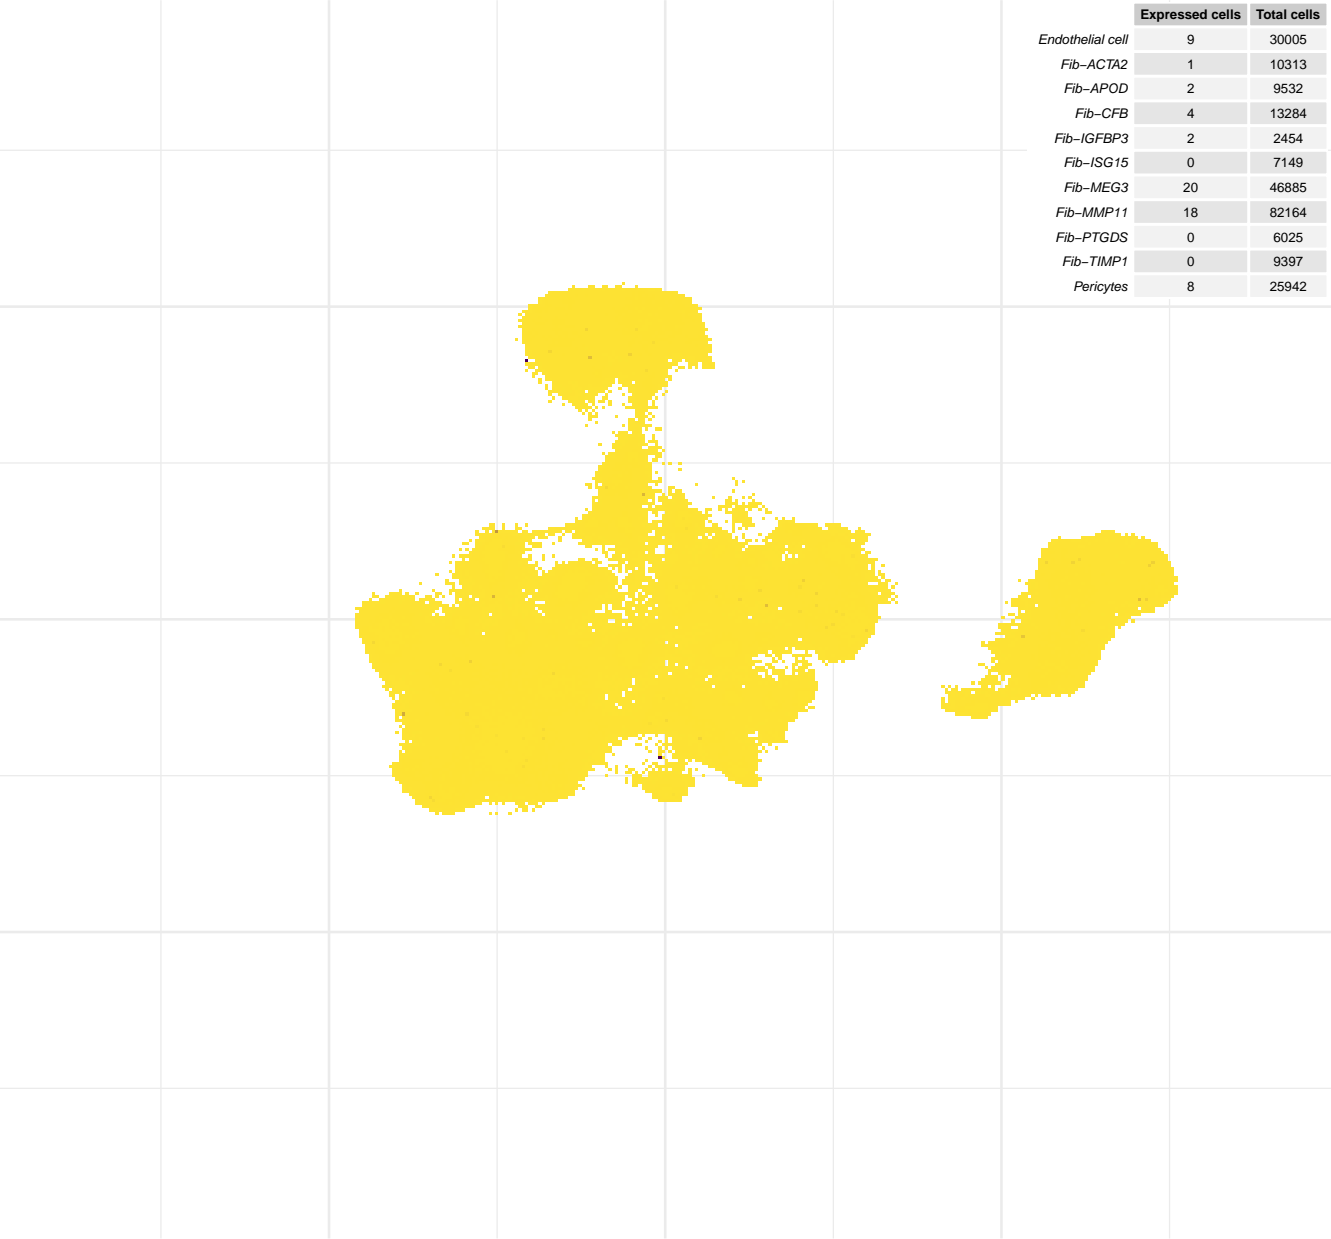 Expressed cells Total cells
Endothelial cell 9 30005
Fib−ACTA2 1 10313
Fib−APOD 2 9532
Fib−CFB 4 13284
Fib−IGFBP3 2 2454
Fib−ISG15 0 7149
Fib−MEG3 20 46885
Fib−MMP11 18 82164
Fib−PTGDS 0 6025
Fib−TIMP1 0 9397
Pericytes 8 25942